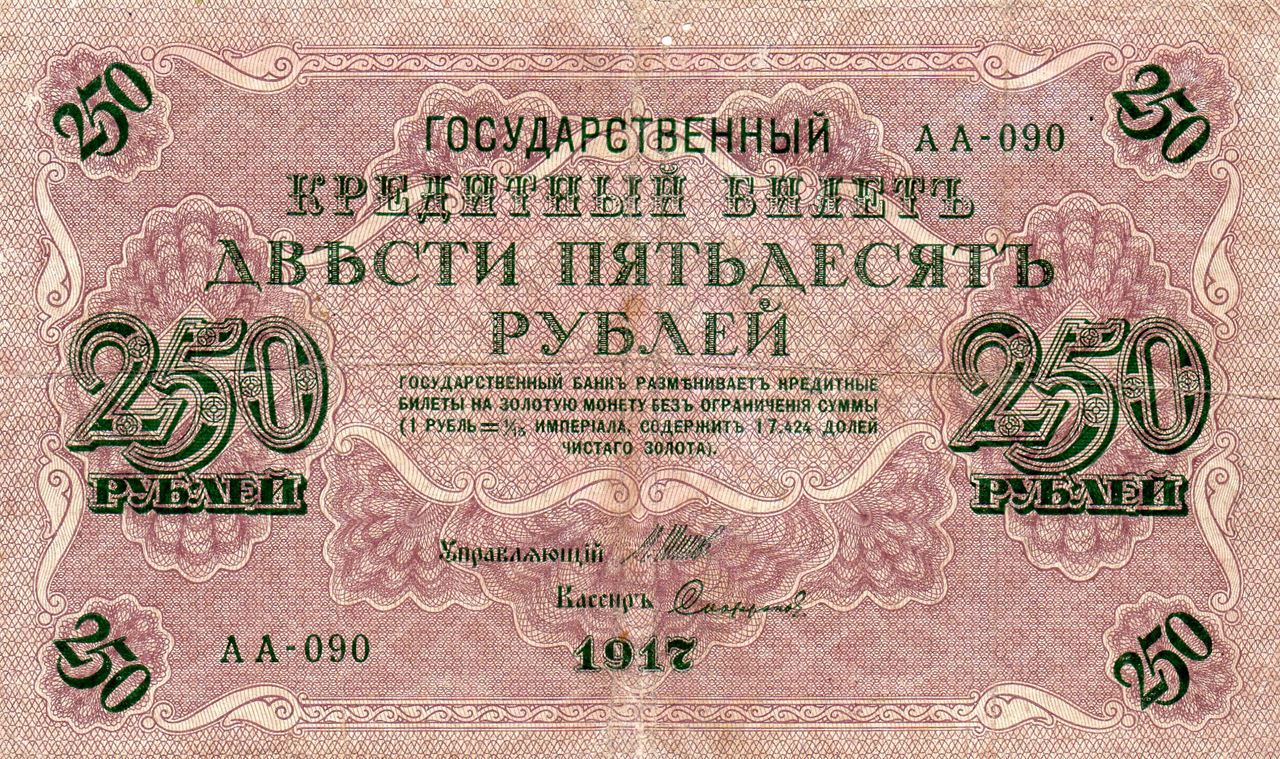 250
250
ГОСУДАРСТВЕННЫЙ
АА-090
КРЕДИТНЫЙ БИЛЕТЪ
ДВѢСТИ ПЯТЬДЕСЯТЪ
РУБЛЕЙ
250
РУБЛЕЙ
250
РУБЛЕЙ
ГОСУДАРСТВЕННЫЙ БАНКЪ РАЗМѢНИВАЕТЪ КРЕДИТНЫЕ
БИЛЕТЫ НА ЗОЛОТУЮ МОНЕТУ БЕЗЪ ОГРАНИЧЕНІЯ СУММЫ
(1 РУБЛЬ = 1/15 ИМПЕРІАЛА, СОДЕРЖИТЪ 17.424 ДОЛЕЙ
ЧИСТАГО ЗОЛОТА).
Управляющій
Кассиръ
АА-090
1917
250
250